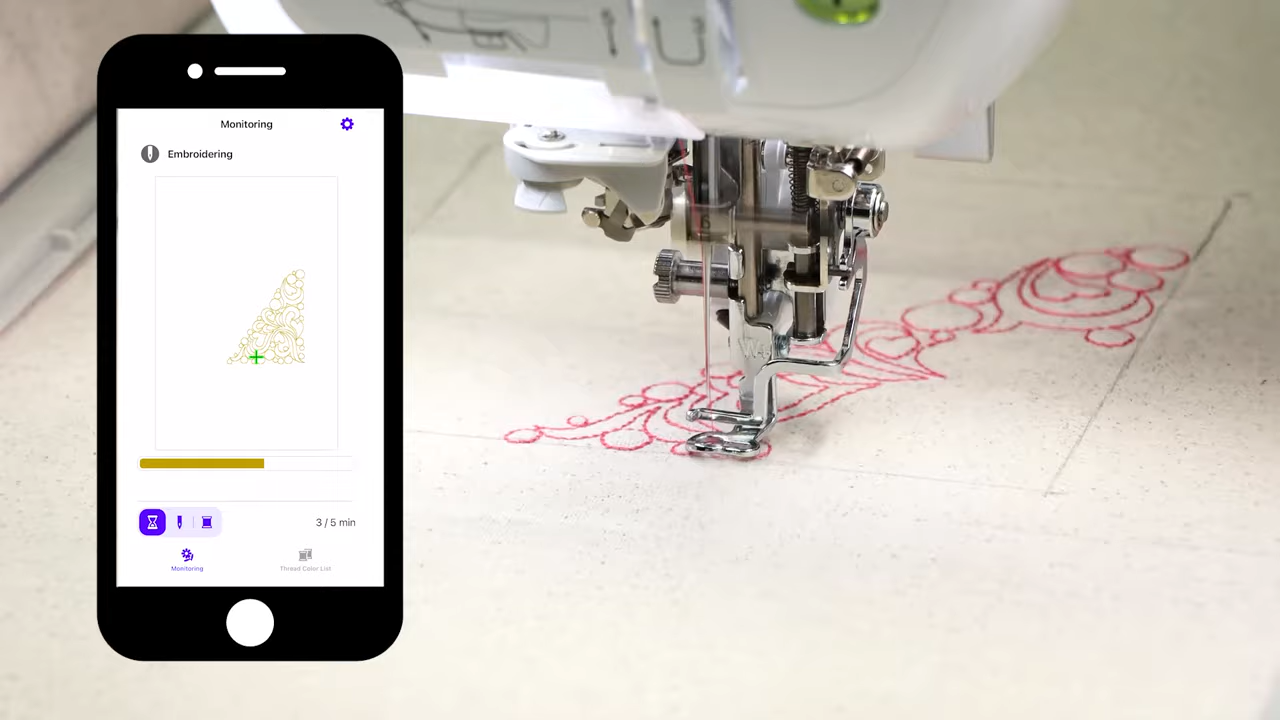 Monitoring
Embroidering
3 / 5 min
Monitoring
Thread Color List